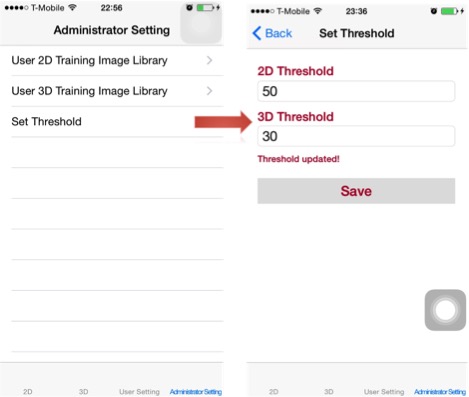 T-Mobile 22:56
Administrator Setting
User 2D Training Image Library
User 3D Training Image Library
Set Threshold
2D 3D User Setting Administrator Setting
T-Mobile 23:36
Back Set Threshold
2D Threshold
50
3D Threshold
30
Threshold updated!
Save
2D 3D User Setting Administrator Setting